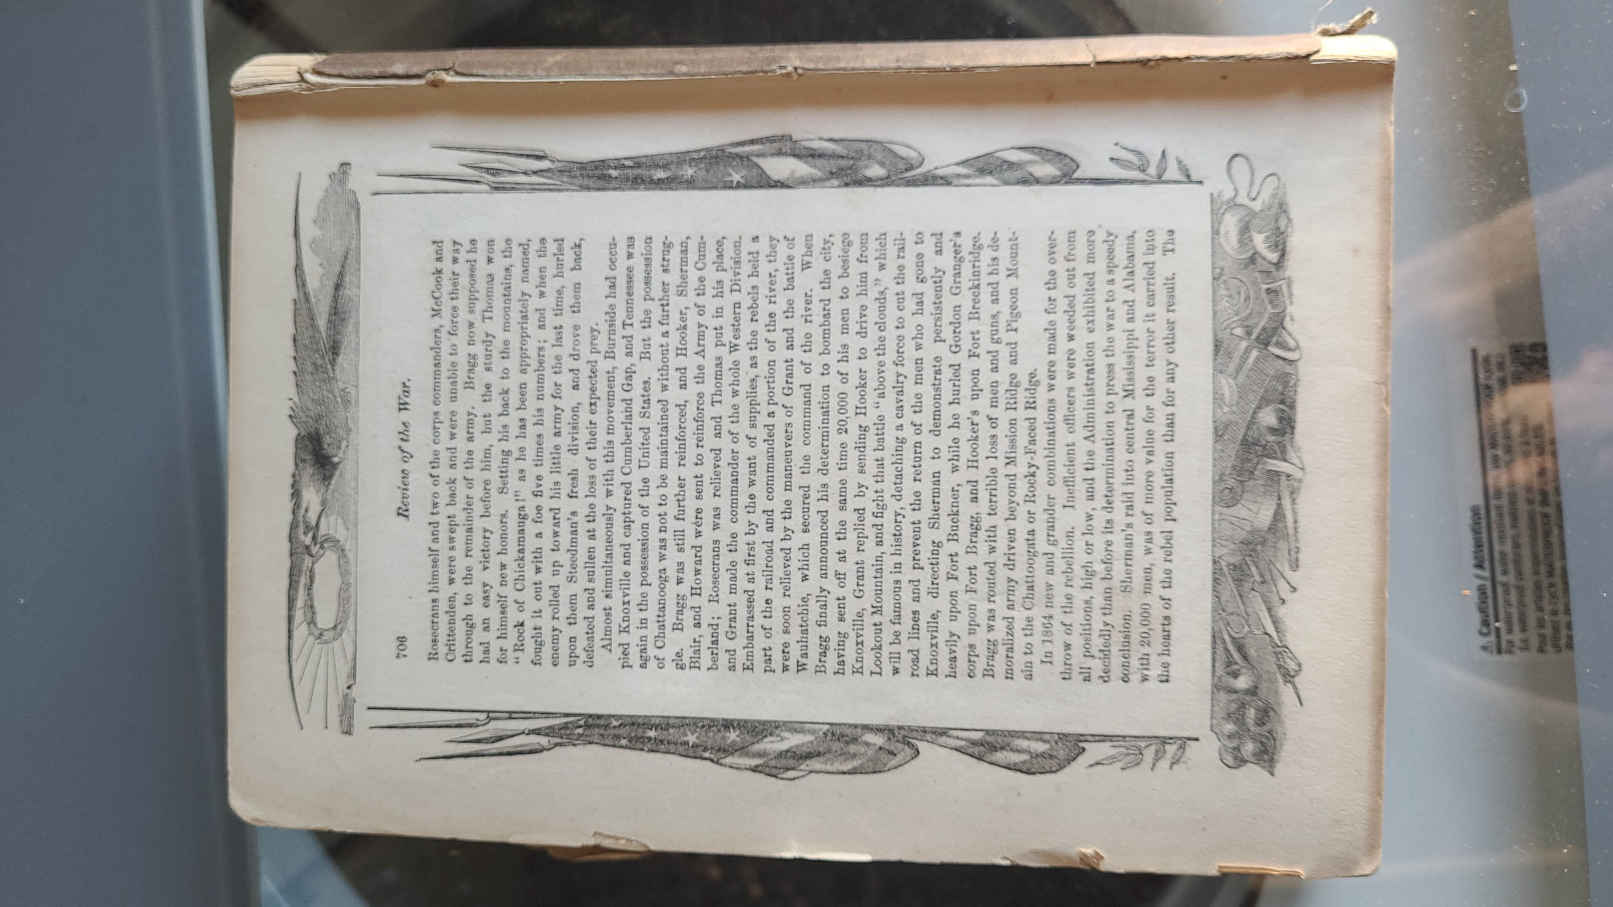 706
Review of the War.
Rosecrans himself and two of the corps commanders, McCook and
Crittenden, were swept back and were unable to force their way
through to the remainder of the army. Bragg now supposed he
had an easy victory before him, but the sturdy Thomas won
for himself new honors. Setting his back to the mountains, the
"Rock of Chickamauga!" as he has been appropriately named,
fought it out with a foe five times his numbers; and when the
enemy rolled up toward his little army for the last time, hurled
upon them Steedman's fresh division, and drove them back,
defeated and sullen at the loss of their expected prey.
Almost simultaneously with this movement, Burnside had occu-
pied Knoxville and captured Cumberland Gap, and Tennessee was
again in the possession of the United States. But the possession
of Chattanooga was not to be maintained without a further strug-
gle. Bragg was still further reinforced, and Hooker, Sherman,
Blair, and Howard were sent to reinforce the Army of the Cum-
berland; Rosecrans was relieved and Thomas put in his place,
and Grant made the commander of the whole Western Division.
Embarrassed at first by the want of supplies, as the rebels held a
part of the railroad and commanded a portion of the river, they
were soon relieved by the maneuvers of Grant and the battle of
Wauhatchie, which secured the command of the river. When
Bragg finally announced his determination to bombard the city,
having sent off at the same time 20,000 of his men to besiege
Knoxville, Grant replied by sending Hooker to drive him from
Lookout Mountain, and fight that battle "above the clouds," which
will be famous in history, detaching a cavalry force to cut the rail-
road lines and prevent the return of the men who had gone to
Knoxville, directing Sherman to demonstrate persistently and
heavily upon Fort Buckner, while he hurled Gordon Granger's
corps upon Fort Bragg, and Hooker's upon Fort Breckinridge.
Bragg was routed with terrible loss of men and guns, and his de-
moralized army driven beyond Mission Ridge and Pigeon Mount-
ain to the Chattoogata or Rocky-Faced Ridge.
In 1864 new and grander combinations were made for the over-
throw of the rebellion. Inefficient officers were weeded out from
all positions, high or low, and the Administration exhibited more
decidedly than before its determination to press the war to a speedy
conclusion. Sherman's raid into central Mississippi and Alabama,
with 20,000 men, was of more value for the terror it carried into
the hearts of the rebel population than for any other result. The
Caution / Attention